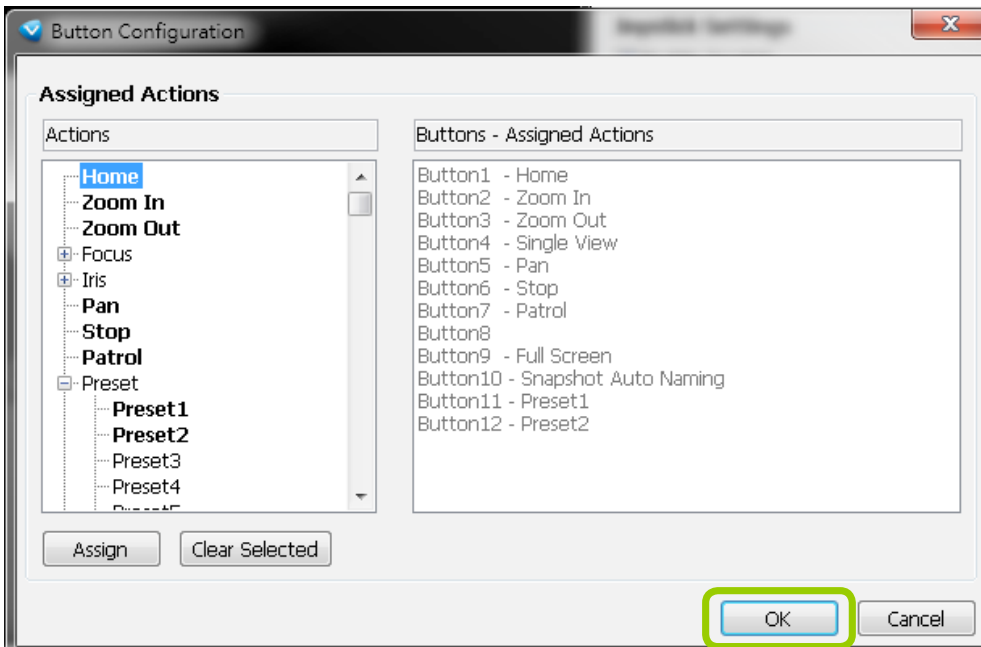 Button Configuration
Joystick Settings
Assigned Actions
Actions
Buttons - Assigned Actions
Home
Zoom In
Zoom Out
Focus
Iris
Pan
Stop
Patrol
Preset
Preset1
Preset2
Preset3
Preset4
Button1 - Home
Button2 - Zoom In
Button3 - Zoom Out
Button4 - Single View
Button5 - Pan
Button6 - Stop
Button7 - Patrol
Button8
Button9 - Full Screen
Button10 - Snapshot Auto Naming
Button11 - Preset1
Button12 - Preset2
Assign
Clear Selected
OK
Cancel